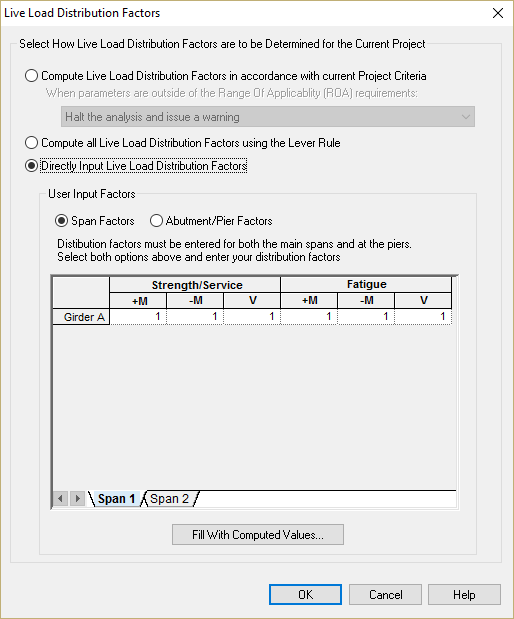 Live Load Distribution Factors
Select How Live Load Distribution Factors are to be Determined for the Current Project
Compute Live Load Distribution Factors in accordance with current Project Criteria
When parameters are outside of the Range Of Applicablity (ROA) requirements:
Halt the analysis and issue a warning
Compute all Live Load Distribution Factors using the Lever Rule
Directly Input Live Load Distribution Factors
User Input Factors
Span Factors Abutment/Pier Factors
Distibution factors must be entered for both the main spans and at the piers.
Select both options above and enter your distribution factors
Strength/Service Fatigue
+M -M V +M -M V
Girder A 1 1 1 1 1 1
Span 1 Span 2
Fill With Computed Values...
OK Cancel Help